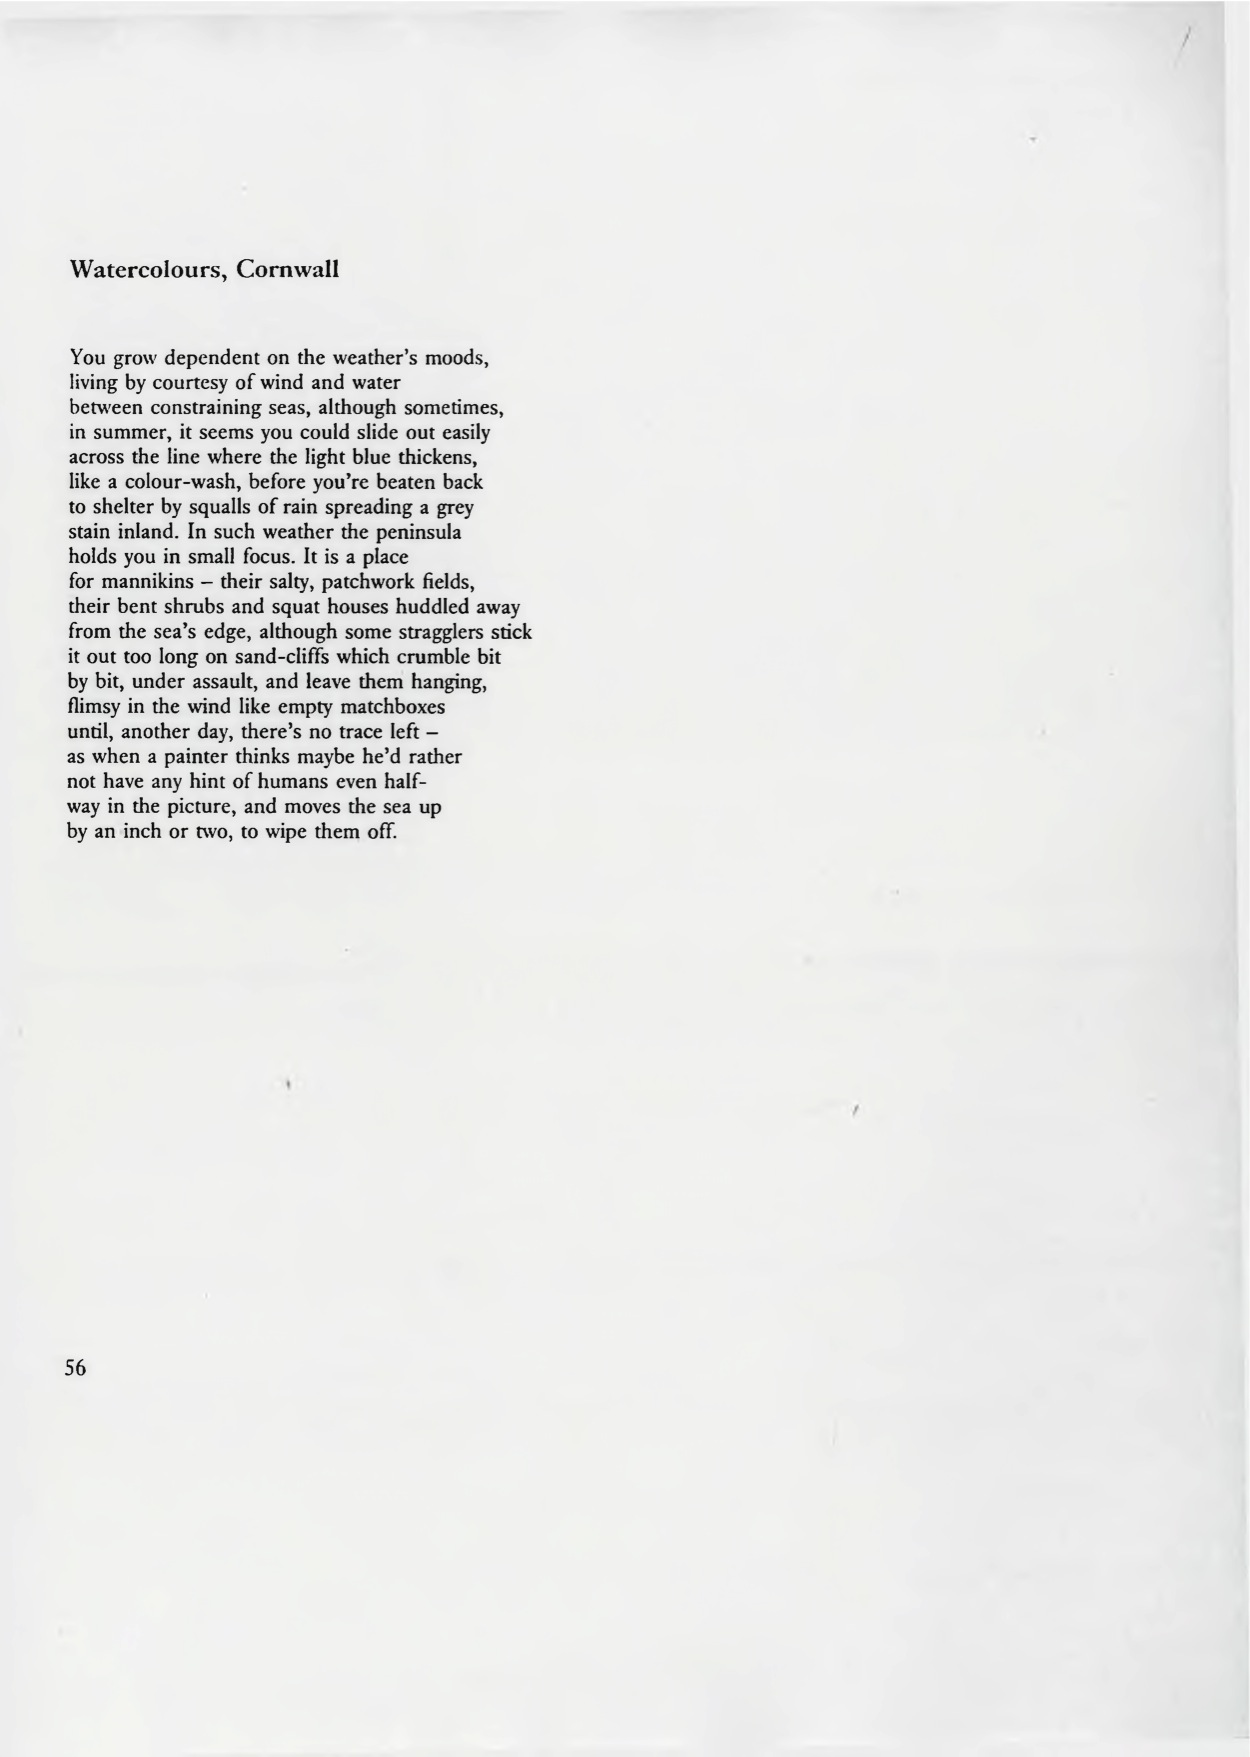 Watercolours, Cornwall
You grow dependent on the weather's moods,
living by courtesy of wind and water
between constraining seas, although sometimes,
in summer, it seems you could slide out easily
across the line where the light blue thickens,
like a colour-wash, before you're beaten back
to shelter by squalls of rain spreading a grey
stain inland. In such weather the peninsula
holds you in small focus. It is a place
for mannikins – their salty, patchwork fields,
their bent shrubs and squat houses huddled away
from the sea's edge, although some stragglers stick
it out too long on sand-cliffs which crumble bit
by bit, under assault, and leave them hanging,
flimsy in the wind like empty matchboxes
until, another day, there's no trace left –
as when a painter thinks maybe he'd rather
not have any hint of humans even half-
way in the picture, and moves the sea up
by an inch or two, to wipe them off.
56